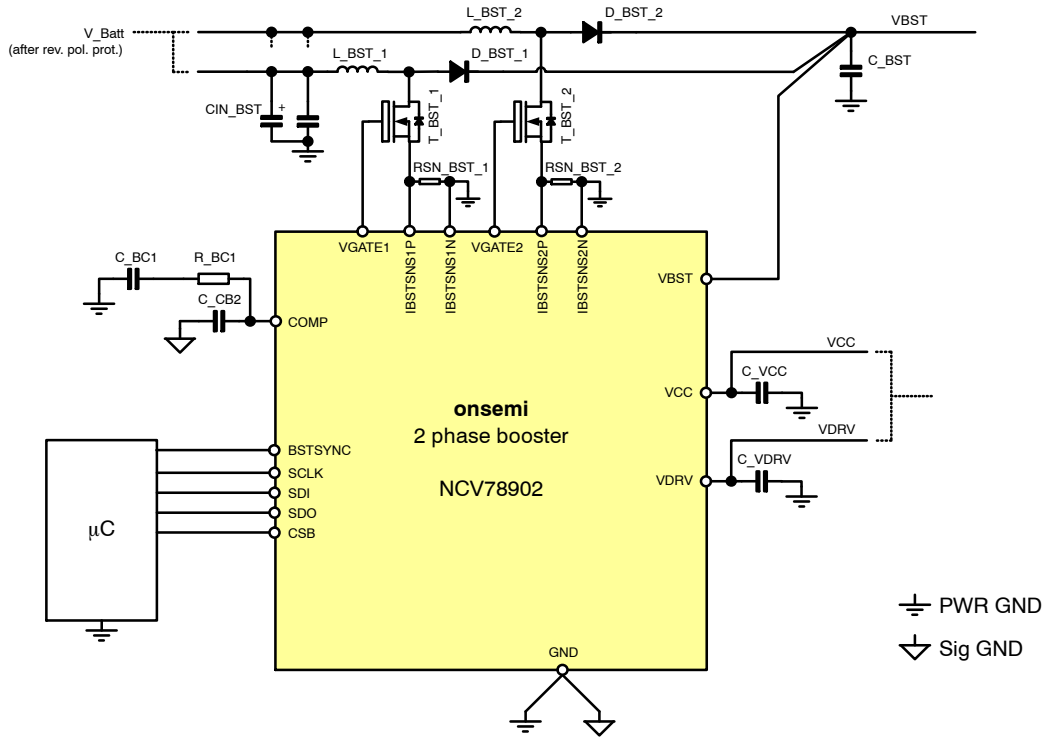 L_BST_2
D_BST_2
VBST
V_Batt
(after rev. pol. prot.)
L_BST_1
D_BST_1
C_BST
CIN_BST
+
T_BST_1
T_BST_2
RSN_BST_1
RSN_BST_2
VGATE1
IBSTSNS1P
IBSTSNS1N
VGATE2
IBSTSNS2P
IBSTSNS2N
C_BC1
R_BC1
VBST
C_CB2
COMP
VCC
C_VCC
VCC
onsemi
2 phase booster
VDRV
BSTSYNC
C_VDRV
SCLK
VDRV
NCV78902
SDI
SDO
μC
CSB
PWR GND
Sig GND
GND